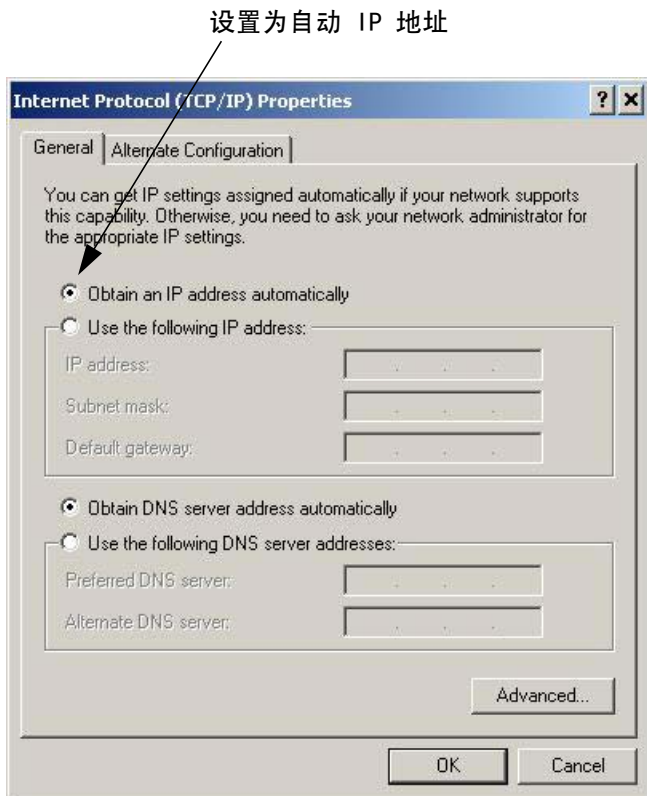 设置为自动 IP 地址
Internet Protocol (TCP/IP) Properties
General
Alternate Configuration
You can get IP settings assigned automatically if your network supports
this capability. Otherwise, you need to ask your network administrator for
the appropriate IP settings.
Obtain an IP address automatically
Use the following IP address:
IP address:
Subnet mask:
Default gateway:
Obtain DNS server address automatically
Use the following DNS server addresses:
Preferred DNS server:
Alternate DNS server:
Advanced...
OK
Cancel